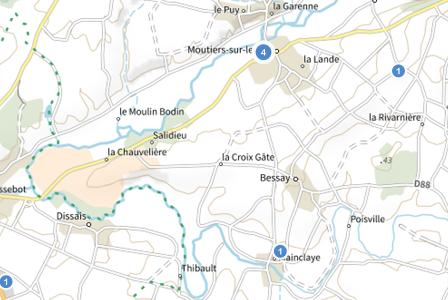 le Puy
la Garenne
Moutiers-sur-le
4
la Lande
1
le Moulin Bodin
la Rivarnière
Salidieu
la Chauvelière
la Croix Gâte
.43
Bessay
D88
ssebot
Dissais
Poisville
1
ainclaye
Thibault
1